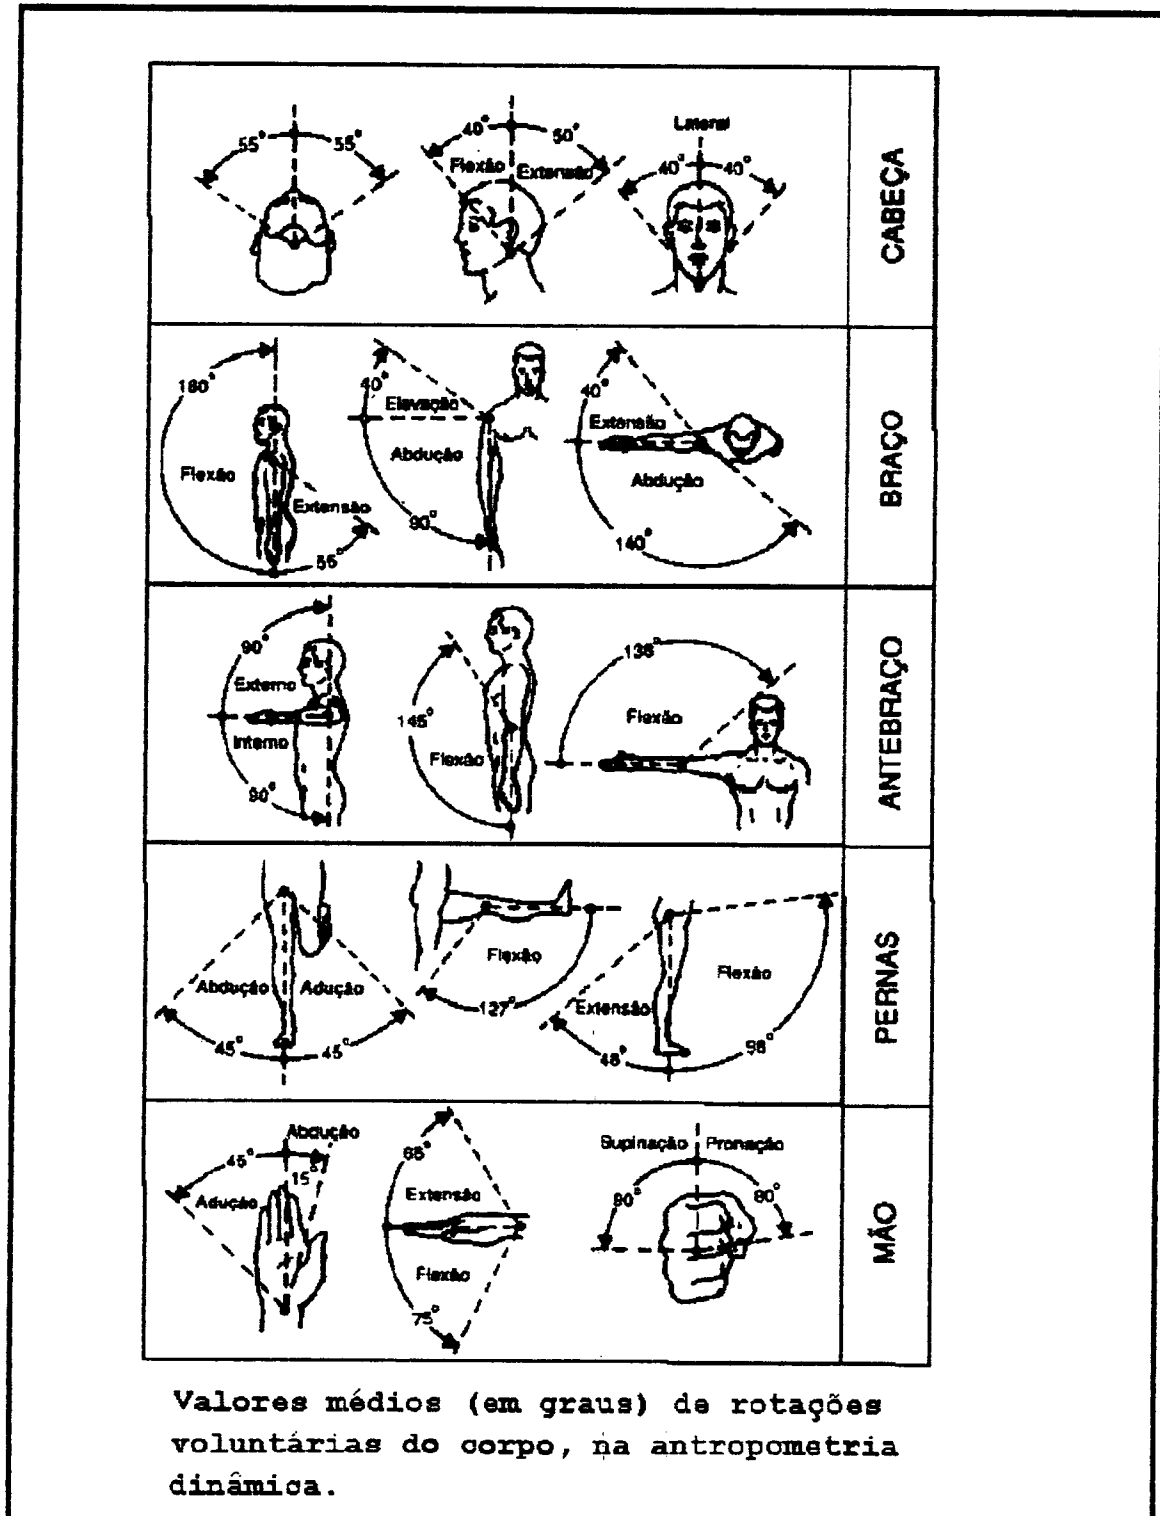 55° 55°
40° 50°
Flexão Extensão
Lateral
40° 40°
CABEÇA
180°
Flexão
Extensão
55°
40°
Elevação
Abdução
90°
40°
Extensão
Abdução
140°
BRAÇO
90°
Externo
Interno
90°
145°
Flexão
135°
Flexão
ANTEBRAÇO
Abdução Adução
45° 45°
Flexão
127°
Extensão
Flexão
PERNAS
Abdução
45°
15°
Adução
65°
Extensão
Flexão
75°
Supinação Pronação
90° 80°
MÃO
Valores médios (em graus) de rotações
voluntárias do corpo, na antropometria
dinâmica.